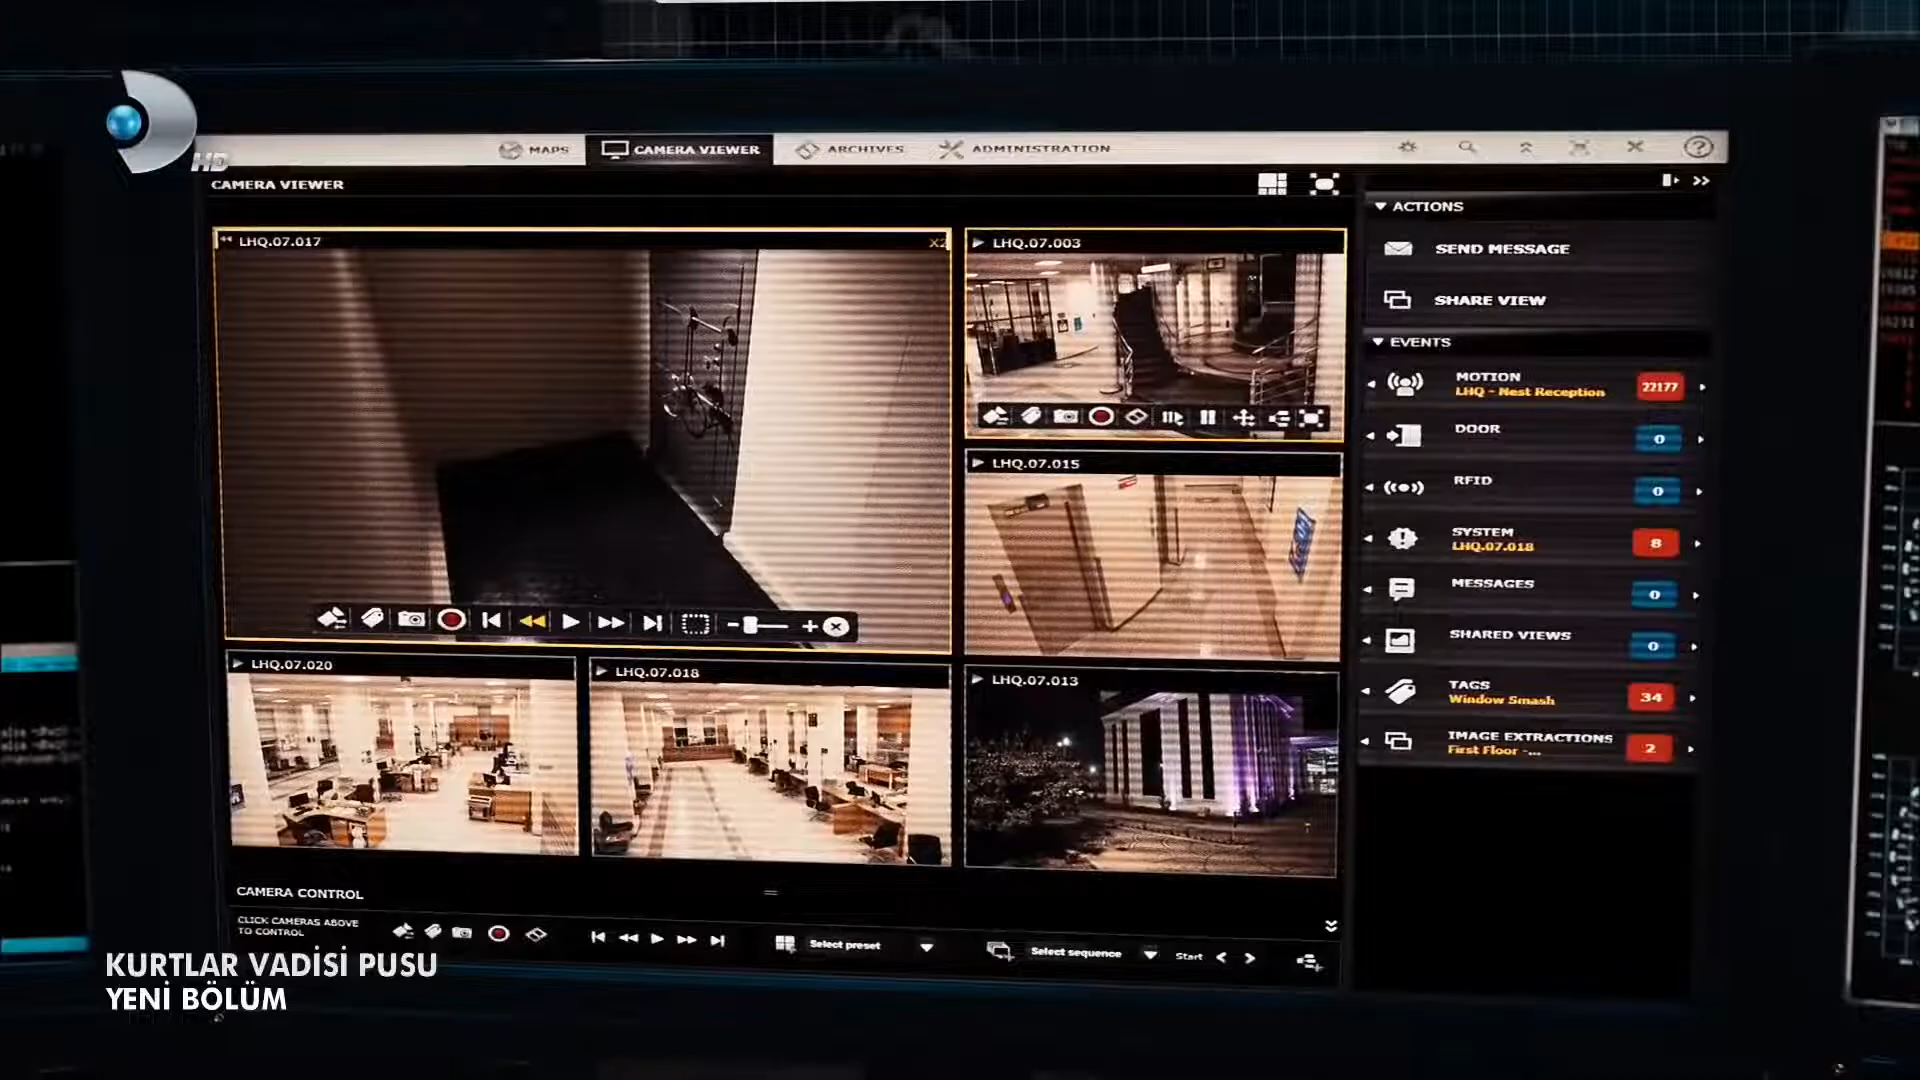 HD
MAPS
CAMERA VIEWER
ARCHIVES
ADMINISTRATION
CAMERA VIEWER
LHQ.07.017
X2
LHQ.07.003
LHQ.07.015
LHQ.07.020
LHQ.07.018
LHQ.07.013
ACTIONS
SEND MESSAGE
SHARE VIEW
EVENTS
MOTION
LHQ - Nest Reception
22177
DOOR
0
RFID
0
SYSTEM
LHQ.07.018
8
MESSAGES
0
SHARED VIEWS
0
TAGS
Window Smash
34
IMAGE EXTRACTIONS
First Floor -...
2
CAMERA CONTROL
CLICK CAMERAS ABOVE
TO CONTROL
Select preset
Select sequence
Start
KURTLAR VADİSİ PUSU
YENİ BÖLÜM